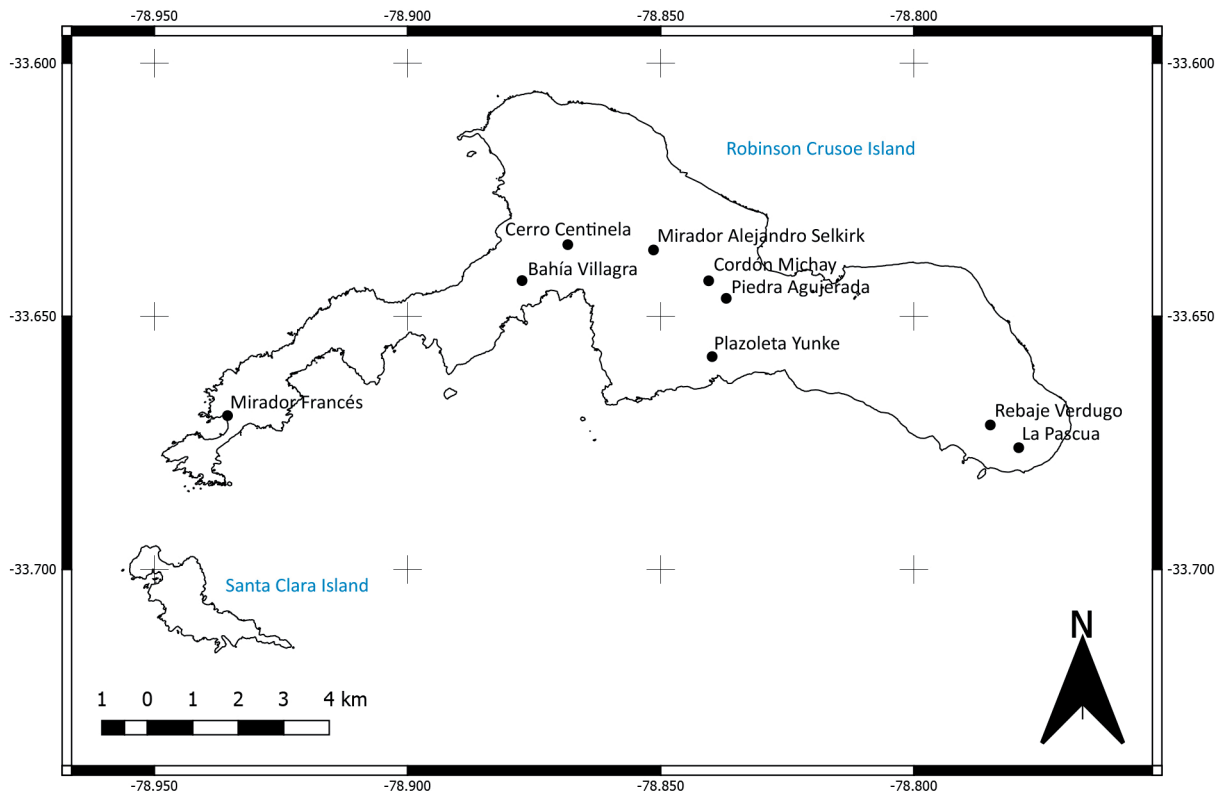 -78.950 -78.900 -78.850 -78.800
-33.600 -33.600
Robinson Crusoe Island
Cerro Centinela
Mirador Alejandro Selkirk
Bahía Villagra
Cordón Michay
Piedra Agujerada
-33.650 -33.650
Plazoleta Yunke
Mirador Francés
Rebaje Verdugo
La Pascua
-33.700 -33.700
Santa Clara Island
N
1 0 1 2 3 4 km
-78.950 -78.900 -78.850 -78.800